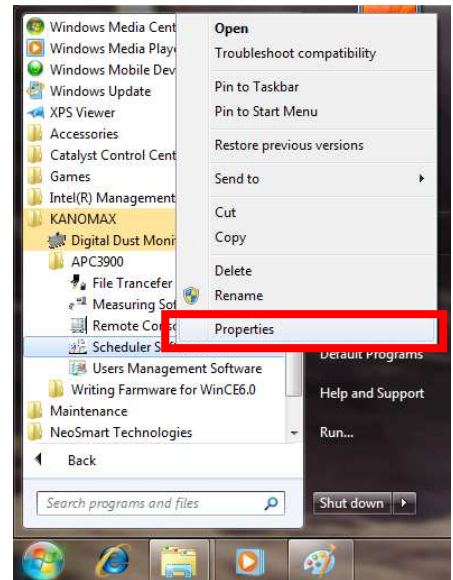 Windows Media Cent
Windows Media Playe
Windows Mobile Dev
Windows Update
XPS Viewer
Accessories
Catalyst Control Cent
Games
Intel(R) Management
KANOMAX
Digital Dust Moni
APC3900
File Trancefer
Measuring Sof
Remote Conso
Scheduler S
Users Management Software
Writing Farmware for WinCE6.0
Maintenance
NeoSmart Technologies
Back
Search programs and files
Open
Troubleshoot compatibility
Pin to Taskbar
Pin to Start Menu
Restore previous versions
Send to
Cut
Copy
Delete
Rename
Properties
Default Programs
Help and Support
Run...
Shut down